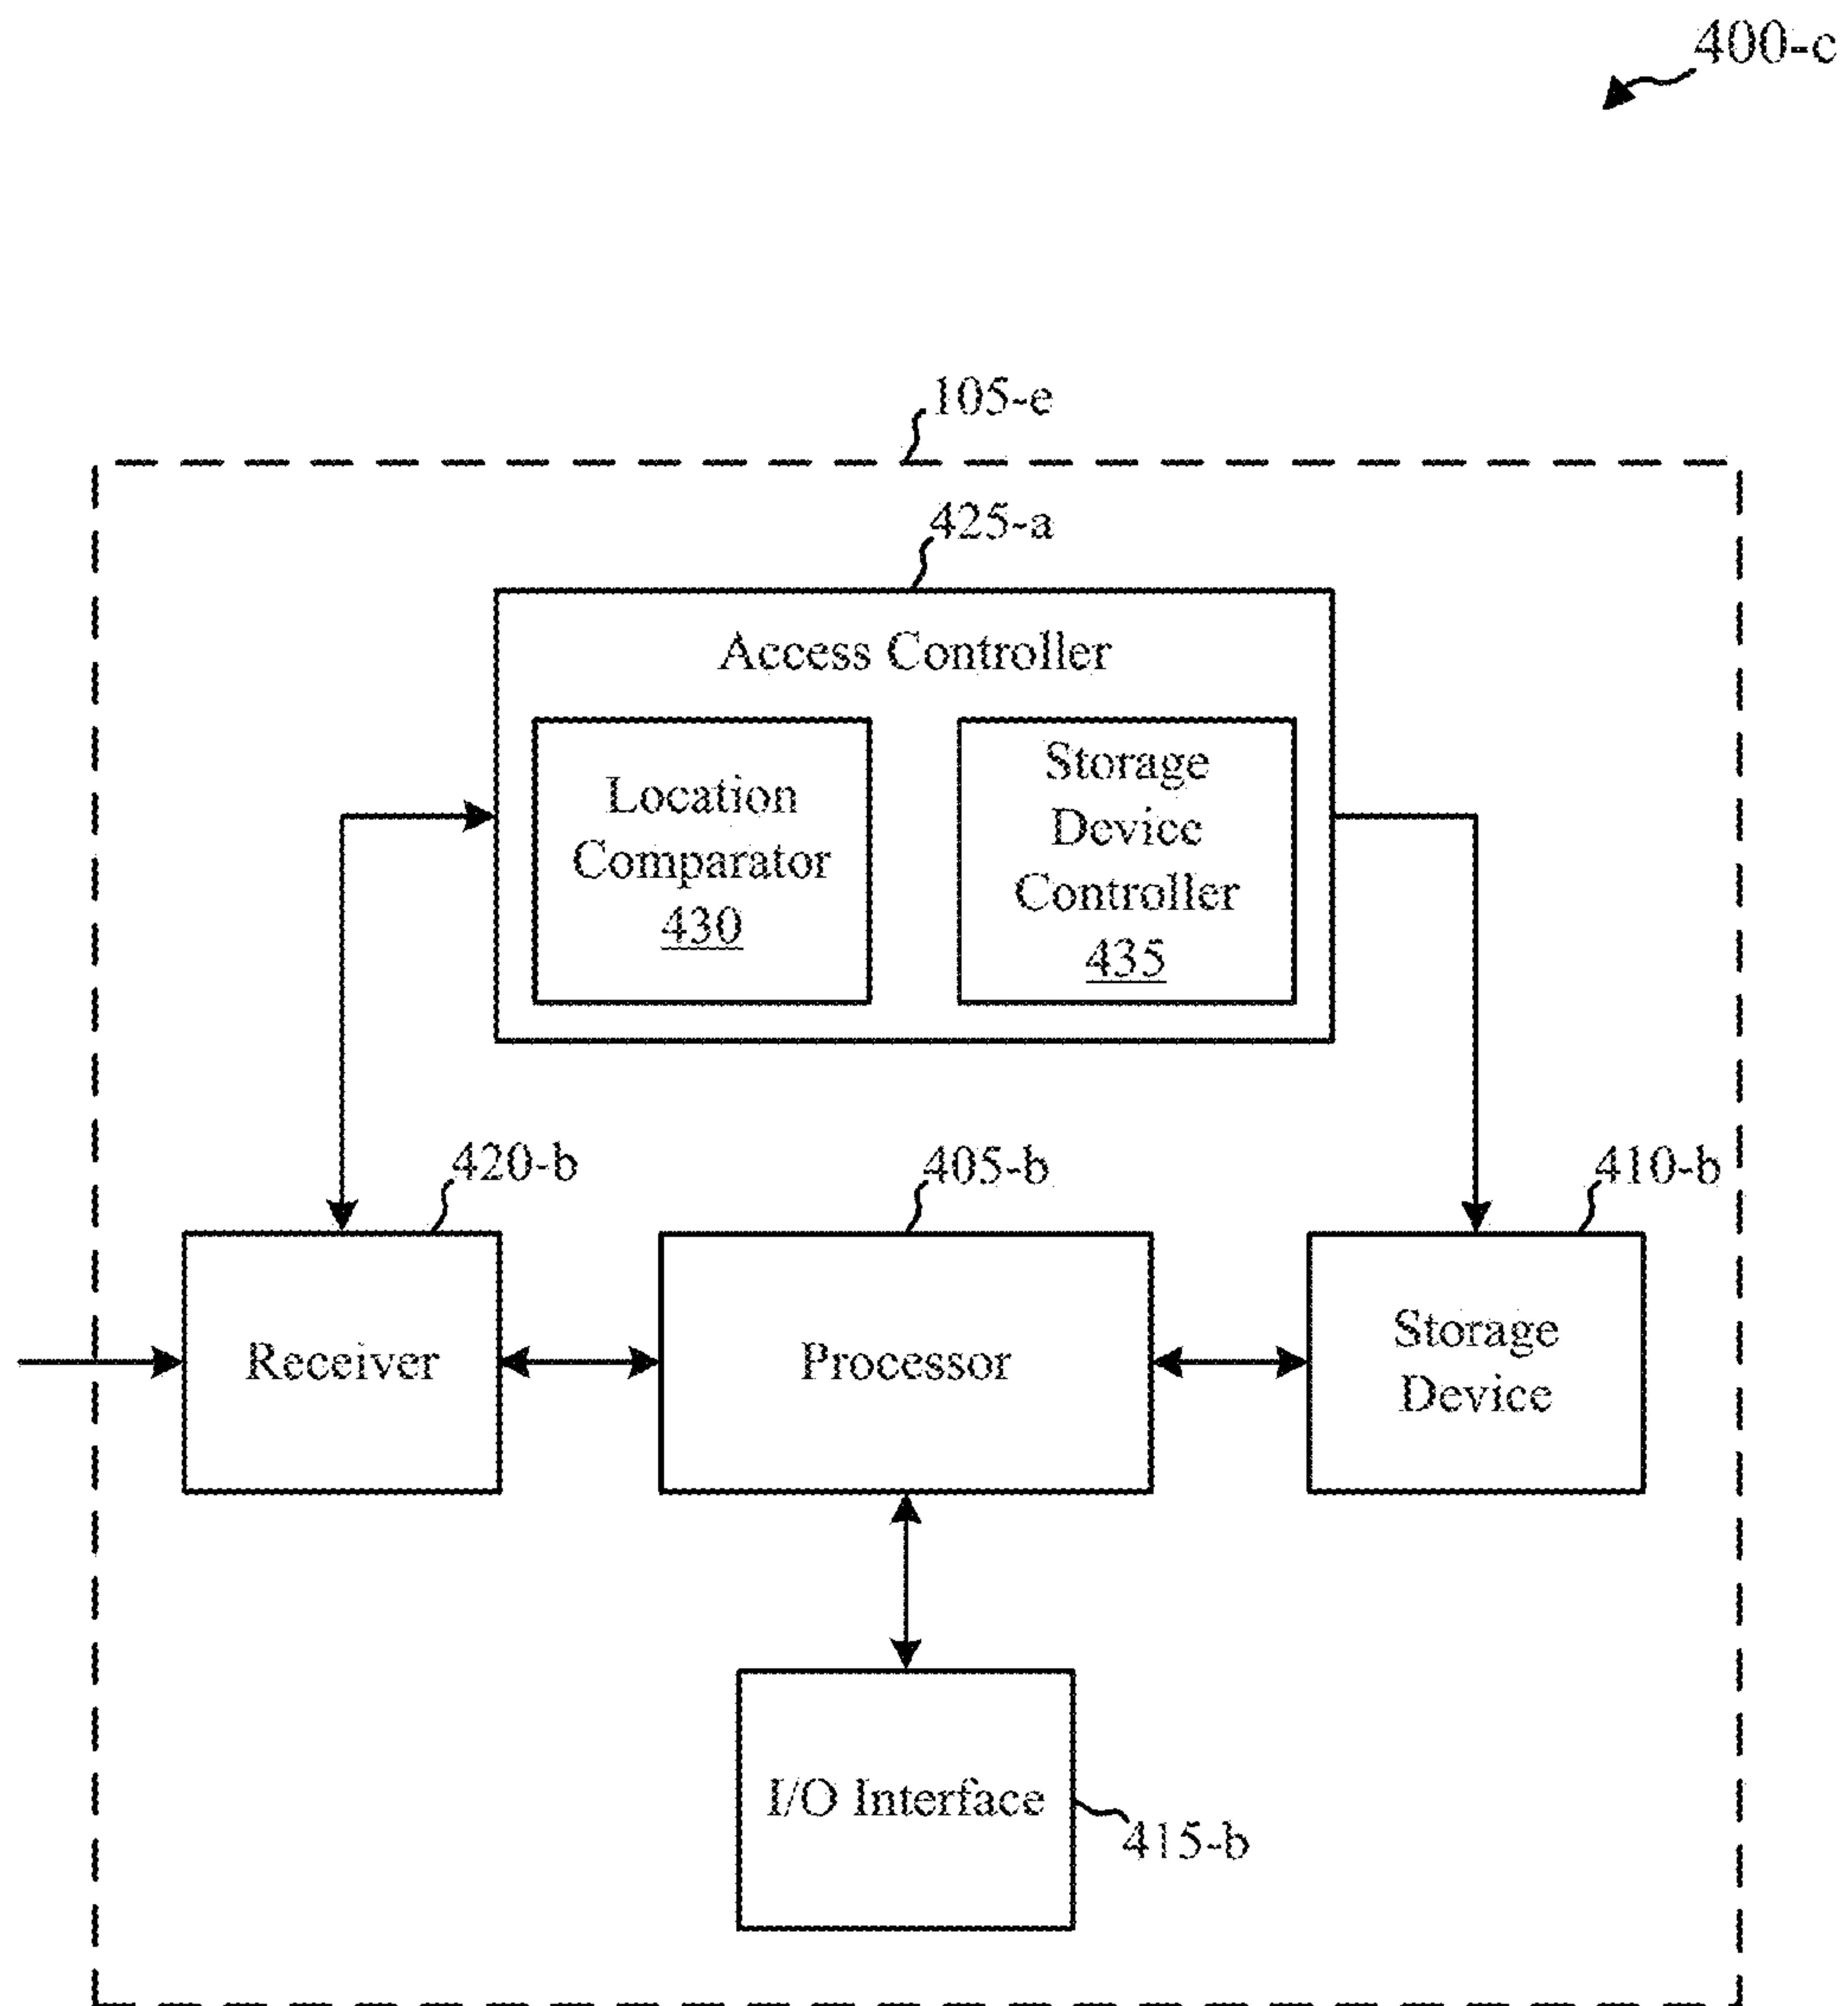 400-c
105-e
425-a
Access Controller
Location
Comparator
430
Storage
Device
Controller
435
420-b
405-b
410-b
Receiver
Processor
Storage
Device
I/O Interface
415-b